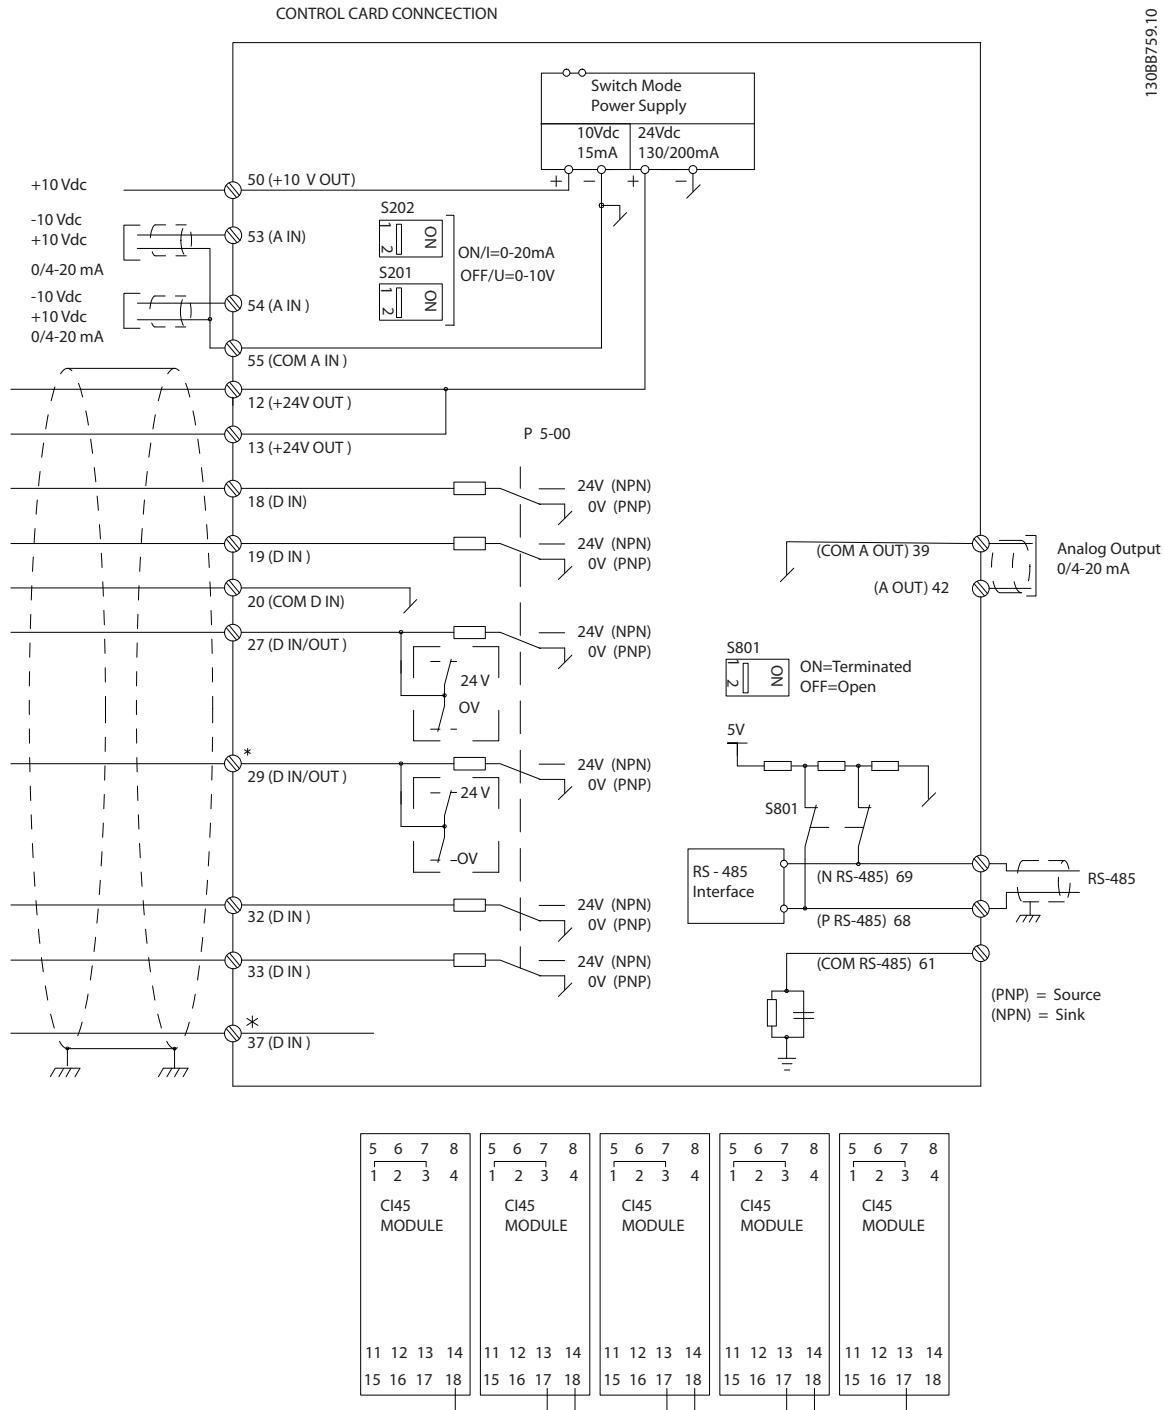 CONTROL CARD CONNCECTION
130BB759.10
Switch Mode
Power Supply
10Vdc
15mA
24Vdc
130/200mA
+ − + −
+10 Vdc
50 (+10 V OUT)
-10 Vdc
+10 Vdc
0/4-20 mA
53 (A IN)
S202
1 2 ON
ON/I=0-20mA
OFF/U=0-10V
S201
1 2 ON
-10 Vdc
+10 Vdc
0/4-20 mA
54 (A IN )
55 (COM A IN )
12 (+24V OUT )
13 (+24V OUT )
P 5-00
18 (D IN)
24V (NPN)
0V (PNP)
19 (D IN )
24V (NPN)
0V (PNP)
20 (COM D IN)
27 (D IN/OUT )
24V (NPN)
0V (PNP)
24 V
OV
*
29 (D IN/OUT )
24V (NPN)
0V (PNP)
24 V
OV
32 (D IN )
24V (NPN)
0V (PNP)
33 (D IN )
24V (NPN)
0V (PNP)
*
37 (D IN )
(COM A OUT) 39
(A OUT) 42
Analog Output
0/4-20 mA
S801
1 2 ON
ON=Terminated
OFF=Open
5V
S801
RS - 485
Interface
(N RS-485) 69
RS-485
(P RS-485) 68
(COM RS-485) 61
(PNP) = Source
(NPN) = Sink
5 6 7 8
1 2 3 4
CI45
MODULE
11 12 13 14
15 16 17 18
5 6 7 8
1 2 3 4
CI45
MODULE
11 12 13 14
15 16 17 18
5 6 7 8
1 2 3 4
CI45
MODULE
11 12 13 14
15 16 17 18
5 6 7 8
1 2 3 4
CI45
MODULE
11 12 13 14
15 16 17 18
5 6 7 8
1 2 3 4
CI45
MODULE
11 12 13 14
15 16 17 18